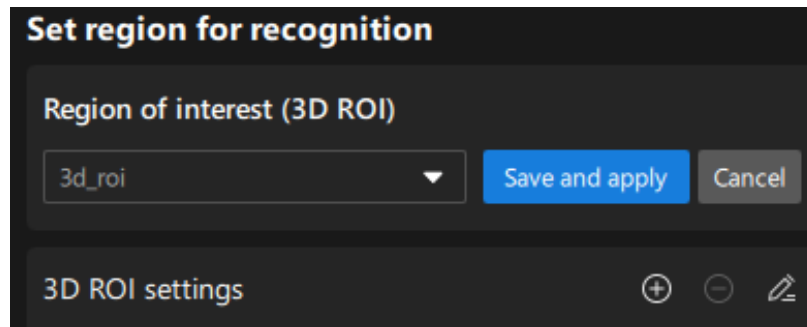 Set region for recognition
Region of interest (3D ROI)
3d_roi Save and apply Cancel
3D ROI settings